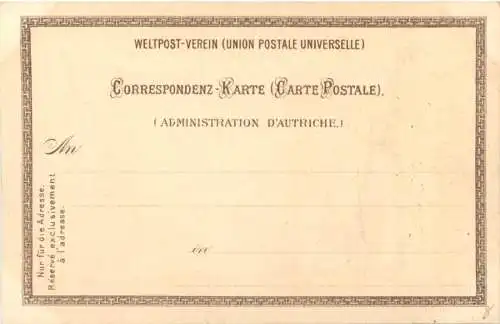 WELTPOST-VEREIN (UNION POSTALE UNIVERSELLE)
CORRESPONDENZ-KARTE (CARTE POSTALE).
(ADMINISTRATION D'AUTRICHE.)
An
in
Nur für die Adresse.
Réservé exclusivement
à l'adresse.